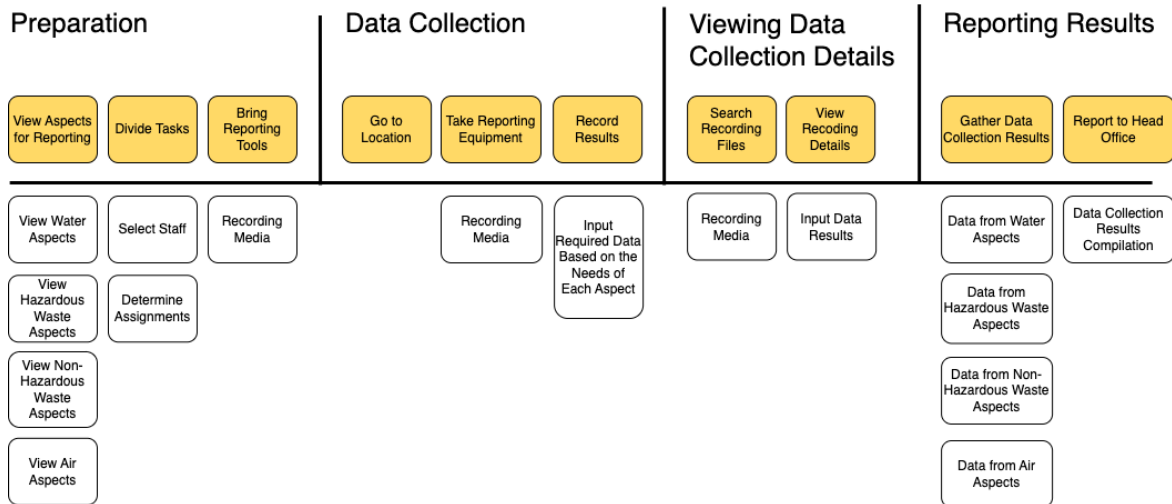 Preparation
Data Collection
Viewing Data
Collection Details
Reporting Results
View Aspects
for Reporting
Divide Tasks
Bring
Reporting
Tools
Go to
Location
Take Reporting
Equipment
Record
Results
Search
Recording
Files
View
Recoding
Details
Gather Data
Collection Results
Report to Head
Office
View Water
Aspects
Select Staff
Recording
Media
Recording
Media
Input
Required Data
Based on the
Needs of
Each Aspect
Recording
Media
Input Data
Results
Data from Water
Aspects
Data Collection
Results
Compilation
View
Hazardous
Waste
Aspects
Determine
Assignments
Data from
Hazardous Waste
Aspects
View Non-
Hazardous
Waste
Aspects
Data from Non-
Hazardous Waste
Aspects
View Air
Aspects
Data from Air
Aspects